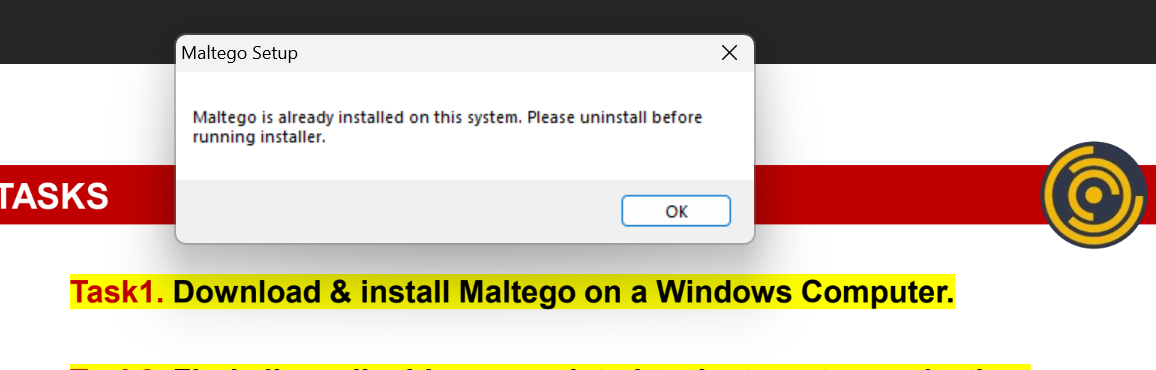 Maltego Setup
Maltego is already installed on this system. Please uninstall before
running installer.
OK
TASKS
Task1. Download & install Maltego on a Windows Computer.